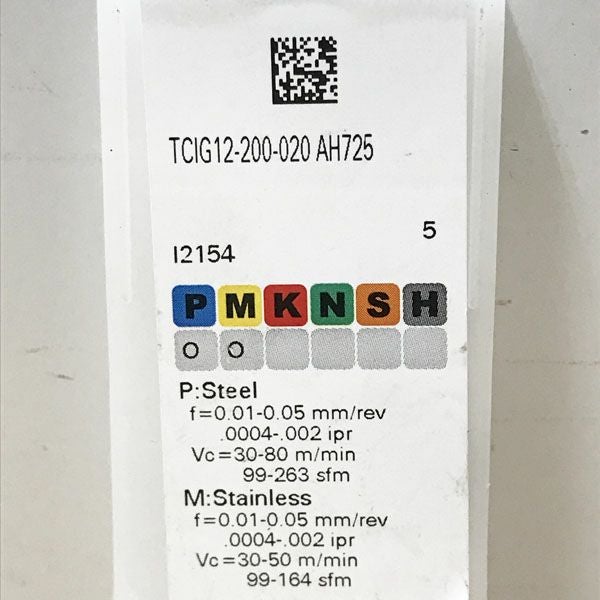 TCIG12-200-020 AH725
5
I2154
P M K N S H
O O
P:Steel
f=0.01-0.05 mm/rev
.0004-.002 ipr
Vc=30-80 m/min
99-263 sfm
M:Stainless
f=0.01-0.05 mm/rev
.0004-.002 ipr
Vc=30-50 m/min
99-164 sfm